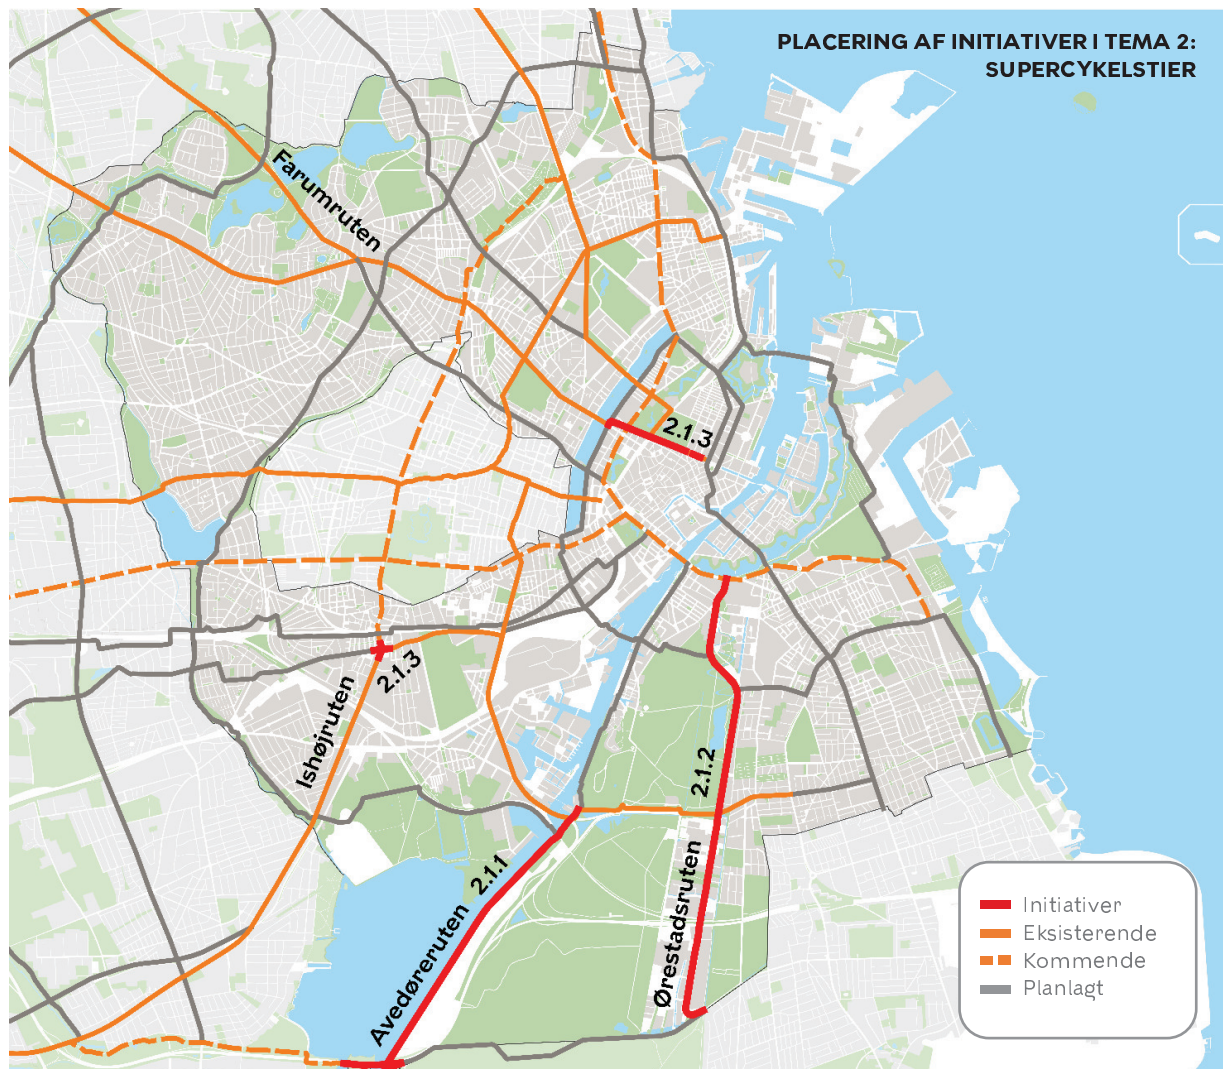 PLACERING AF INITIATIVER I TEMA 2:
SUPERCYKELSTIER
Farumruten
2.1.3
2.1.3
Ishøjruten
2.1.2
2.1.1
Avedøreruten
Ørestadsruten
Initiativer
Eksisterende
Kommende
Planlagt